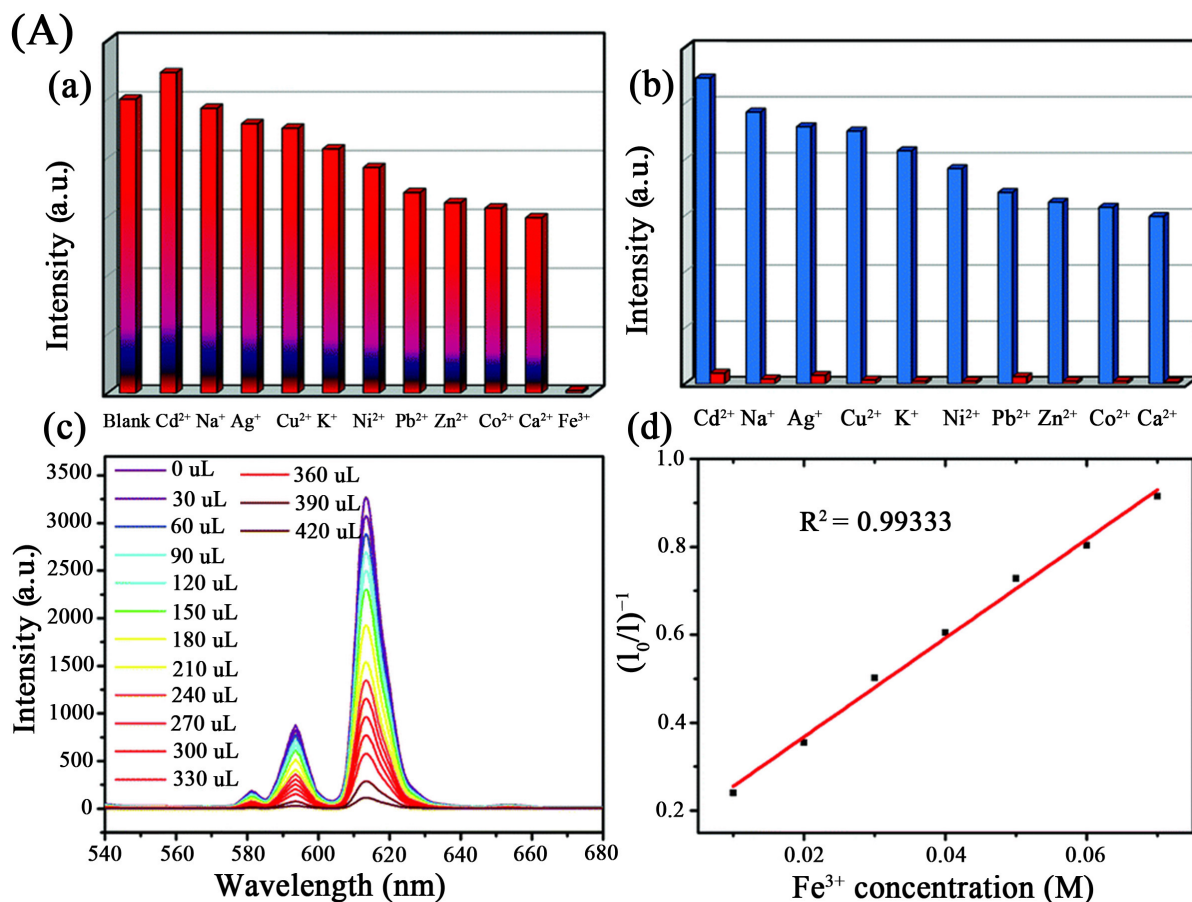 (A)
(a)
Intensity (a.u.)
Blank Cd²⁺ Na⁺ Ag⁺ Cu²⁺ K⁺ Ni²⁺ Pb²⁺ Zn²⁺ Co²⁺ Ca²⁺ Fe³⁺
(b)
Intensity (a.u.)
Cd²⁺ Na⁺ Ag⁺ Cu²⁺ K⁺ Ni²⁺ Pb²⁺ Zn²⁺ Co²⁺ Ca²⁺
(c)
Intensity (a.u.)
3500
3000
2500
2000
1500
1000
500
0
0 uL
30 uL
60 uL
90 uL
120 uL
150 uL
180 uL
210 uL
240 uL
270 uL
300 uL
330 uL
360 uL
390 uL
420 uL
540 560 580 600 620 640 660 680
Wavelength (nm)
(d)
(I₀/I)⁻¹
1.0
0.8
0.6
0.4
0.2
R² = 0.99333
0.02 0.04 0.06
Fe³⁺ concentration (M)